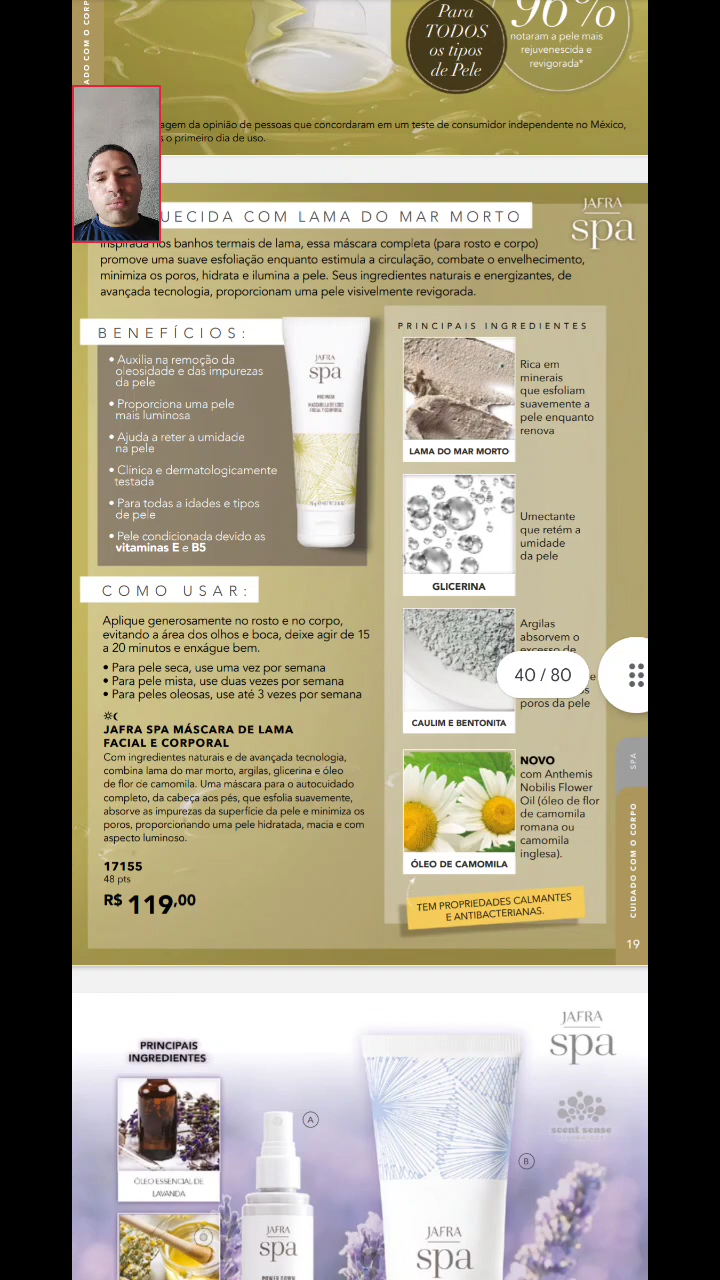 Para
TODOS
os tipos
de Pele
96%
notaram a pele mais
rejuvenescida e
revigorada*
ADO COM O CORP
agem da opinião de pessoas que concordaram em um teste de consumidor independente no México,
o primeiro dia de uso.
UECIDA COM LAMA DO MAR MORTO
JAFRA
spa
Inspirada nos banhos termais de lama, essa máscara completa (para rosto e corpo)
promove uma suave esfoliação enquanto estimula a circulação, combate o envelhecimento,
minimiza os poros, hidrata e ilumina a pele. Seus ingredientes naturais e energizantes, de
avançada tecnologia, proporcionam uma pele visivelmente revigorada.
BENEFÍCIOS:
• Auxilia na remoção da
oleosidade e das impurezas
da pele
• Proporciona uma pele
mais luminosa
• Ajuda a reter a umidade
na pele
• Clínica e dermatologicamente
testada
• Para todas a idades e tipos
de pele
• Pele condicionada devido as
vitaminas E e B5
JAFRA
spa
PRINCIPAIS INGREDIENTES
LAMA DO MAR MORTO
Rica em
minerais
que esfoliam
suavemente a
pele enquanto
renova
GLICERINA
Umectante
que retém a
umidade
da pele
CAULIM E BENTONITA
Argilas
absorvem o
excesso de
poros da pele
40 / 80
ÓLEO DE CAMOMILA
NOVO
com Anthemis
Nobilis Flower
Oil (óleo de flor
de camomila
romana ou
camomila
inglesa).
TEM PROPRIEDADES CALMANTES
E ANTIBACTERIANAS.
COMO USAR:
Aplique generosamente no rosto e no corpo,
evitando a área dos olhos e boca, deixe agir de 15
a 20 minutos e enxágue bem.
• Para pele seca, use uma vez por semana
• Para pele mista, use duas vezes por semana
• Para peles oleosas, use até 3 vezes por semana
JAFRA SPA MÁSCARA DE LAMA
FACIAL E CORPORAL
Com ingredientes naturais e de avançada tecnologia,
combina lama do mar morto, argilas, glicerina e óleo
de flor de camomila. Uma máscara para o autocuidado
completo, da cabeça aos pés, que esfolia suavemente,
absorve as impurezas da superfície da pele e minimiza os
poros, proporcionando uma pele hidratada, macia e com
aspecto luminoso.
17155
48 pts
R$ 119,00
SPA
CUIDADO COM O CORPO
19
PRINCIPAIS
INGREDIENTES
ÓLEO ESSENCIAL DE
LAVANDA
A
JAFRA
spa
POWER DOWN
B
JAFRA
spa
JAFRA
spa
scent sense